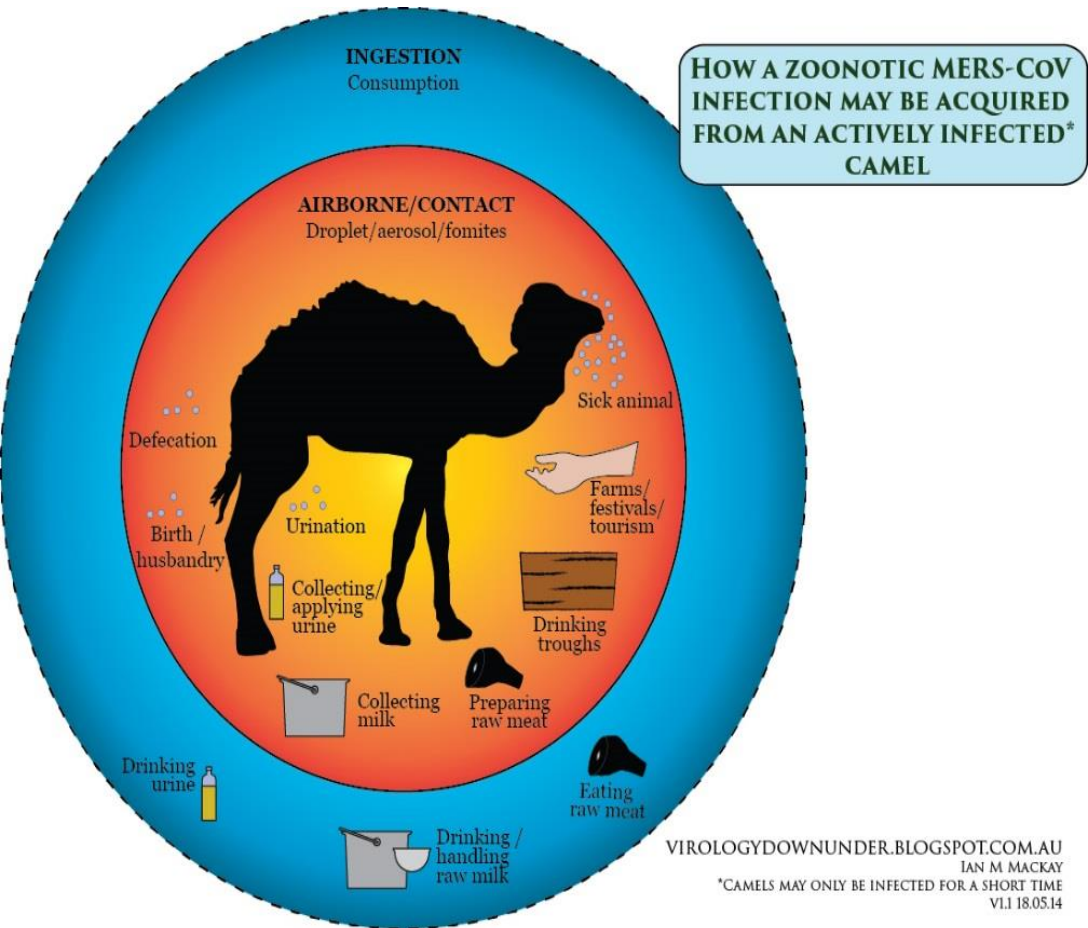 INGESTION
Consumption
HOW A ZOONOTIC MERS-COV
INFECTION MAY BE ACQUIRED
FROM AN ACTIVELY INFECTED*
CAMEL
AIRBORNE/CONTACT
Droplet/aerosol/fomites
Sick animal
Defecation
Farms/
festivals/
tourism
Birth /
husbandry
Urination
Collecting/
applying
urine
Drinking
troughs
Collecting
milk
Preparing
raw meat
Drinking
urine
Eating
raw meat
Drinking /
handling
raw milk
VIROLOGYDOWNUNDER.BLOGSPOT.COM.AU
IAN M MACKAY
*CAMELS MAY ONLY BE INFECTED FOR A SHORT TIME
V1.1 18.05.14